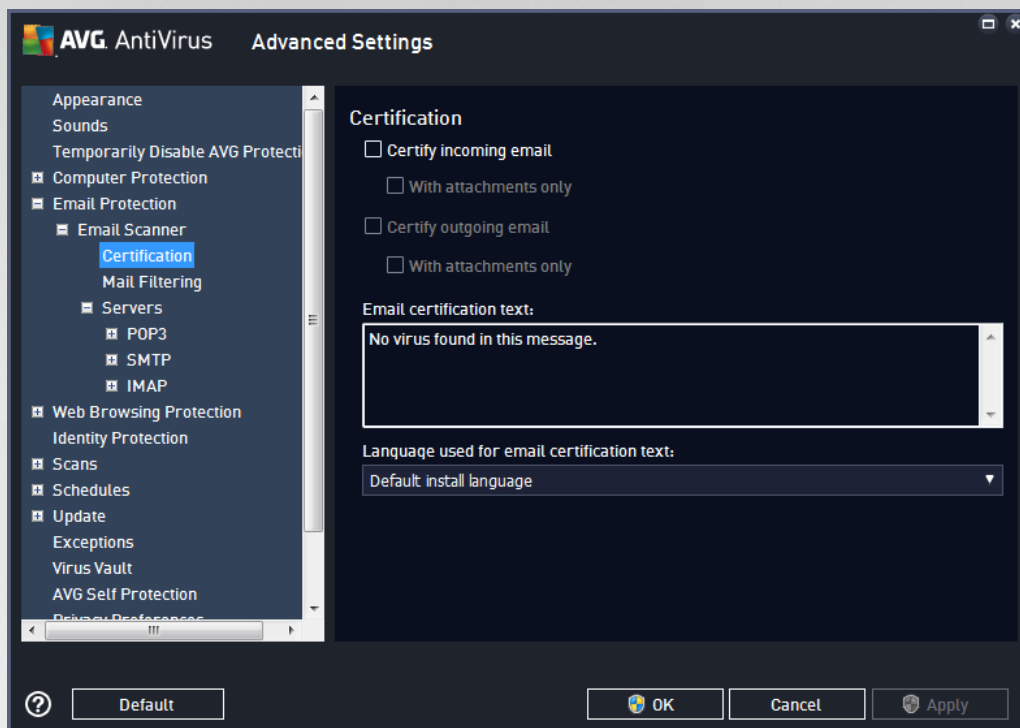 AVG. AntiVirus Advanced Settings
Appearance
Sounds
Temporarily Disable AVG Protecti
Computer Protection
Email Protection
Email Scanner
Certification
Mail Filtering
Servers
POP3
SMTP
IMAP
Web Browsing Protection
Identity Protection
Scans
Schedules
Update
Exceptions
Virus Vault
AVG Self Protection
Privacy Preferences
Certification
Certify incoming email
With attachments only
Certify outgoing email
With attachments only
Email certification text:
No virus found in this message.
Language used for email certification text:
Default install language
? Default OK Cancel Apply